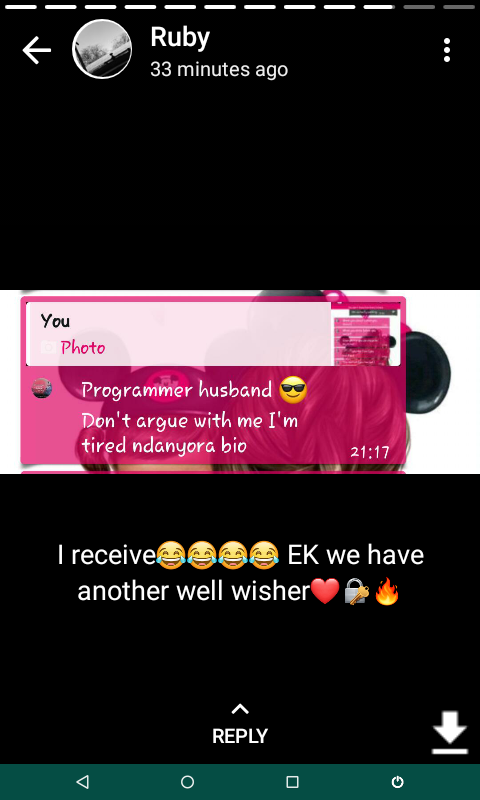 Ruby
33 minutes ago
You
Photo
Programmer husband 😎
Don't argue with me I'm
tired ndanyora bio
21:17
I receive😂😂😂😂 EK we have
another well wisher❤️🔐🔥
REPLY